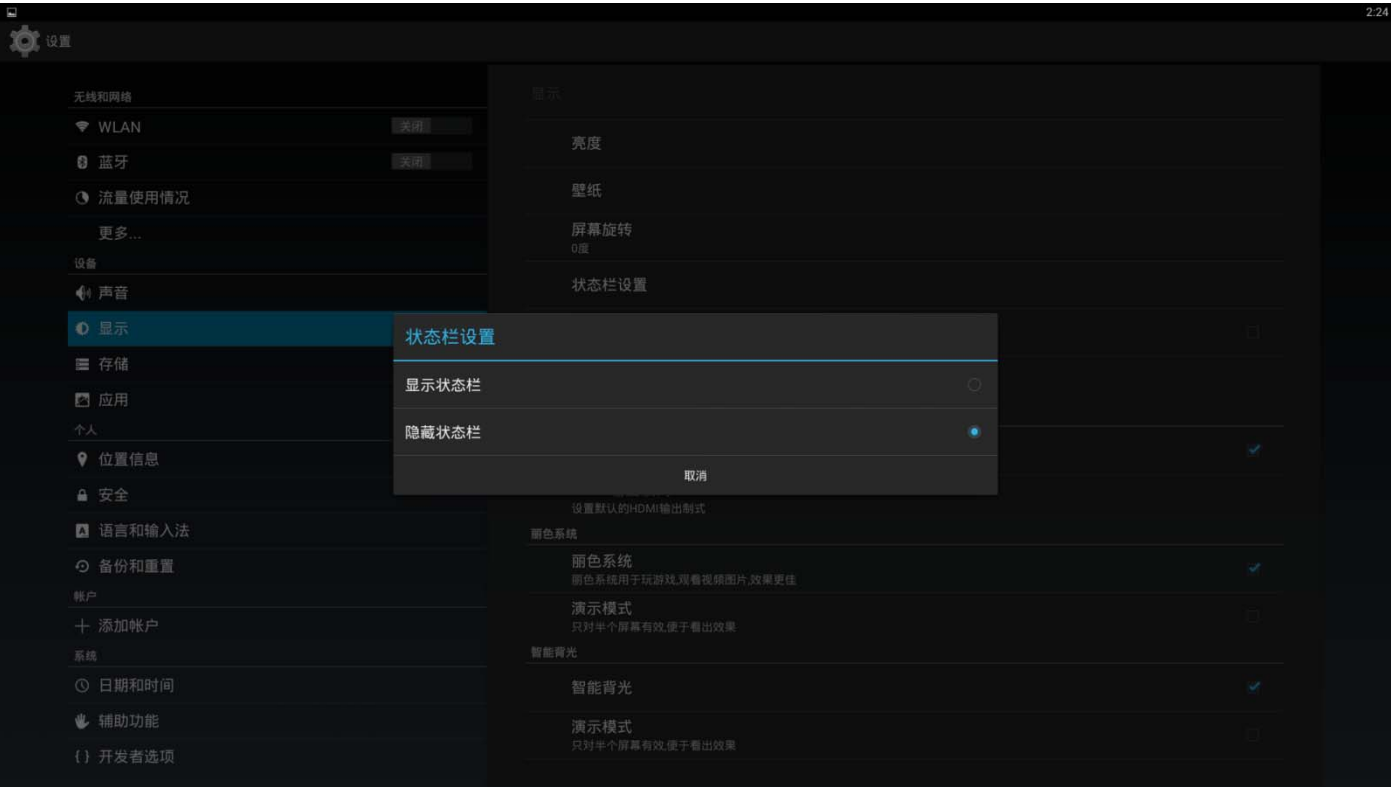 2:24
设置
无线和网络
WLAN 关闭
蓝牙 关闭
流量使用情况
更多...
设备
声音
显示
存储
应用
个人
位置信息
安全
语言和输入法
备份和重置
帐户
添加帐户
系统
日期和时间
辅助功能
{ } 开发者选项
显示
亮度
壁纸
屏幕旋转
0度
状态栏设置
状态栏设置
显示状态栏
隐藏状态栏
取消
设置默认的HDMI输出制式
丽色系统
丽色系统
丽色系统用于玩游戏,观看视频图片,效果更佳
演示模式
只对半个屏幕有效,便于看出效果
智能背光
智能背光
演示模式
只对半个屏幕有效,便于看出效果